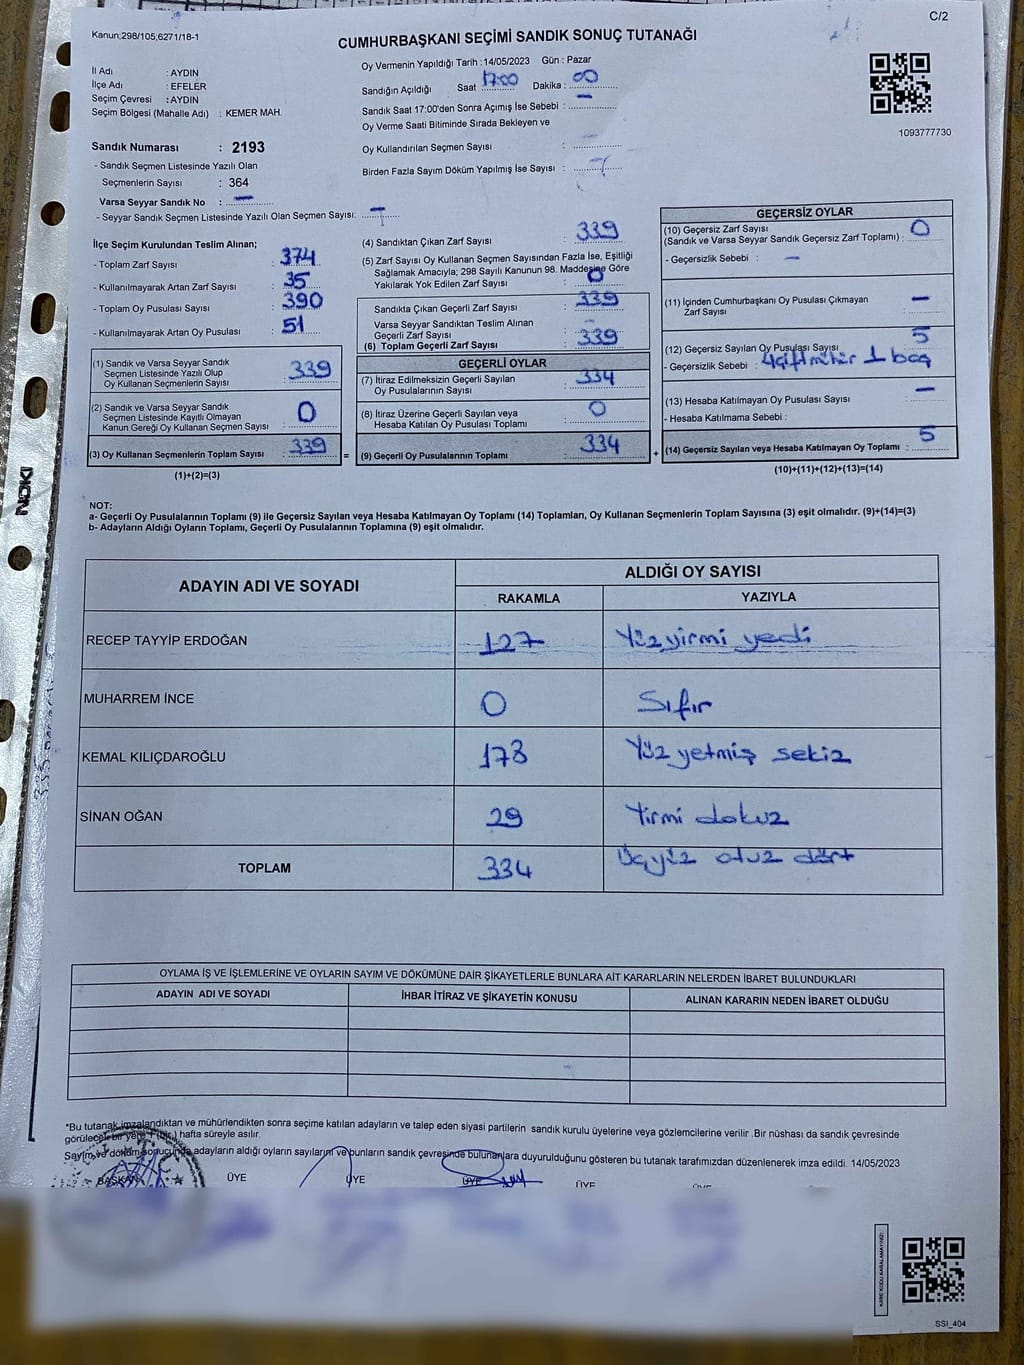 C/2
Kanun:298/105;6271/18-1
CUMHURBAŞKANI SEÇİMİ SANDIK SONUÇ TUTANAĞI
İl Adı : AYDIN
İlçe Adı : EFELER
Seçim Çevresi : AYDIN
Seçim Bölgesi (Mahalle Adı) : KEMER MAH.
Oy Vermenin Yapıldığı Tarih :14/05/2023 Gün : Pazar
Sandığın Açıldığı Saat 17:00 Dakika : 00
Sandık Saat 17:00'den Sonra Açımış İse Sebebi : —
Oy Verme Saati Bitiminde Sırada Bekleyen ve
Oy Kullandırılan Seçmen Sayısı :
Birden Fazla Sayım Döküm Yapılmış İse Sayısı :
1093777730
Sandık Numarası : 2193
- Sandık Seçmen Listesinde Yazılı Olan
Seçmenlerin Sayısı : 364
Varsa Seyyar Sandık No : —
- Seyyar Sandık Seçmen Listesinde Yazılı Olan Seçmen Sayısı:
İlçe Seçim Kurulundan Teslim Alınan;
- Toplam Zarf Sayısı : 374
- Kullanılmayarak Artan Zarf Sayısı : 35
- Toplam Oy Pusulası Sayısı : 390
- Kullanılmayarak Artan Oy Pusulası : 51
(1) Sandık ve Varsa Seyyar Sandık
Seçmen Listesinde Yazılı Olup
Oy Kullanan Seçmenlerin Sayısı : 339
(2) Sandık ve Varsa Seyyar Sandık
Seçmen Listesinde Kayıtlı Olmayan
Kanun Gereği Oy Kullanan Seçmen Sayısı : 0
(3) Oy Kullanan Seçmenlerin Toplam Sayısı : 339 =
(1)+(2)=(3)
(4) Sandıktan Çıkan Zarf Sayısı : 339
(5) Zarf Sayısı Oy Kullanan Seçmen Sayısından Fazla İse, Eşitliği
Sağlamak Amacıyla; 298 Sayılı Kanunun 98. Maddesine Göre
Yakılarak Yok Edilen Zarf Sayısı : 0
Sandıkta Çıkan Geçerli Zarf Sayısı : 339
Varsa Seyyar Sandıktan Teslim Alınan
Geçerli Zarf Sayısı :
(6) Toplam Geçerli Zarf Sayısı : 339
GEÇERLİ OYLAR
(7) İtiraz Edilmeksizin Geçerli Sayılan
Oy Pusulalarının Sayısı : 334
(8) İtiraz Üzerine Geçerli Sayılan veya
Hesaba Katılan Oy Pusulaları Toplamı : 0
(9) Geçerli Oy Pusulalarının Toplamı : 334 +
GEÇERSİZ OYLAR
(10) Geçersiz Zarf Sayısı
(Sandık ve Varsa Seyyar Sandık Geçersiz Zarf Toplamı) : 0
- Geçersizlik Sebebi : —
(11) İçinden Cumhurbaşkanı Oy Pusulası Çıkmayan
Zarf Sayısı : —
(12) Geçersiz Sayılan Oy Pusulası Sayısı : 5
- Geçersizlik Sebebi : 4 çift mühür 1 boş
(13) Hesaba Katılmayan Oy Pusulası Sayısı : —
- Hesaba Katılmama Sebebi :
(14) Geçersiz Sayılan veya Hesaba Katılmayan Oy Toplamı : 5
(10)+(11)+(12)+(13)=(14)
NOT:
a- Geçerli Oy Pusulalarının Toplamı (9) ile Geçersiz Sayılan veya Hesaba Katılmayan Oy Toplamı (14) Toplamları, Oy Kullanan Seçmenlerin Toplam Sayısına (3) eşit olmalıdır. (9)+(14)=(3)
b- Adayların Aldığı Oyların Toplamı, Geçerli Oy Pusulalarının Toplamına (9) eşit olmalıdır.
ADAYIN ADI VE SOYADI
ALDIĞI OY SAYISI
RAKAMLA YAZIYLA
RECEP TAYYİP ERDOĞAN 127 Yüzyirmi yedi
MUHARREM İNCE 0 Sıfır
KEMAL KILIÇDAROĞLU 178 Yüz yetmiş sekiz
SİNAN OĞAN 29 Yirmi dokuz
TOPLAM 334 Üçyüz otuz dört
OYLAMA İŞ VE İŞLEMLERİNE VE OYLARIN SAYIM VE DÖKÜMÜNE DAİR ŞİKAYETLERLE BUNLARA AİT KARARLARIN NELERDEN İBARET BULUNDUKLARI
ADAYIN ADI VE SOYADI İHBAR İTİRAZ VE ŞİKAYETİN KONUSU ALINAN KARARIN NEDEN İBARET OLDUĞU
*Bu tutanak imzalandıktan ve mühürlendikten sonra seçime katılan adayların ve talep eden siyasi partilerin sandık kurulu üyelerine veya gözlemcilerine verilir .Bir nüshası da sandık çevresinde
hafta süreyle asılır.
Sayım ve döküm sonucunda adayların aldığı oyların sayılarını ve bunların sandık çevresinde bulunanlara duyurulduğunu gösteren bu tutanak tarafımızdan düzenlenerek imza edildi. 14/05/2023
BAŞKAN ÜYE ÜYE ÜYE ÜYE
KARE KODU KARALAMAYINIZ!
SSI_404
NOKI